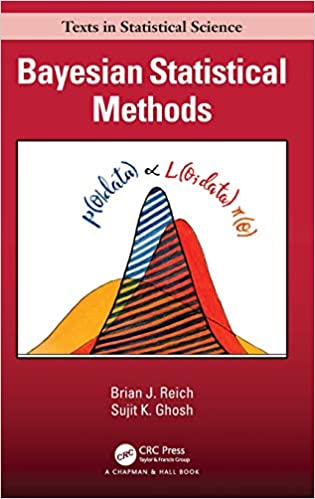 Texts in Statistical Science
Bayesian Statistical
Methods
p(θ|data) ∝ L(θ;data) π(θ)
Brian J. Reich
Sujit K. Ghosh
CRC
CRC Press
Taylor & Francis Group
A CHAPMAN & HALL BOOK